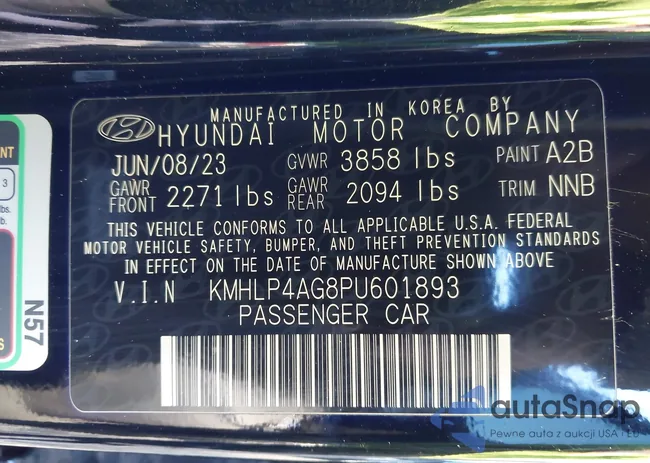 MANUFACTURED IN KOREA BY
HYUNDAI MOTOR COMPANY
JUN/08/23 GVWR 3858 lbs PAINT A2B
GAWR FRONT 2271 lbs GAWR REAR 2094 lbs TRIM NNB
THIS VEHICLE CONFORMS TO ALL APPLICABLE U.S.A. FEDERAL
MOTOR VEHICLE SAFETY, BUMPER, AND THEFT PREVENTION STANDARDS
IN EFFECT ON THE DATE OF MANUFACTURE SHOWN ABOVE
V.I.N KMHLP4AG8PU601893
PASSENGER CAR
N57
3
autaSnap
Pewne auta z aukcji USA i EU